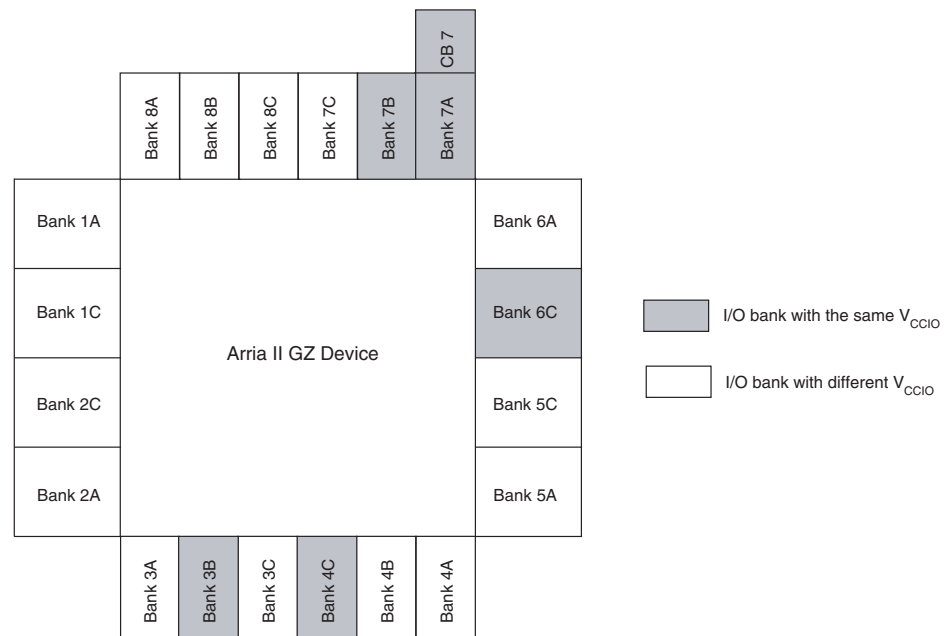 CB 7
Bank 8A
Bank 8B
Bank 8C
Bank 7C
Bank 7B
Bank 7A
Bank 1A
Bank 6A
Bank 1C
Bank 6C
I/O bank with the same V_CCIO
Arria II GZ Device
I/O bank with different V_CCIO
Bank 2C
Bank 5C
Bank 2A
Bank 5A
Bank 3A
Bank 3B
Bank 3C
Bank 4C
Bank 4B
Bank 4A